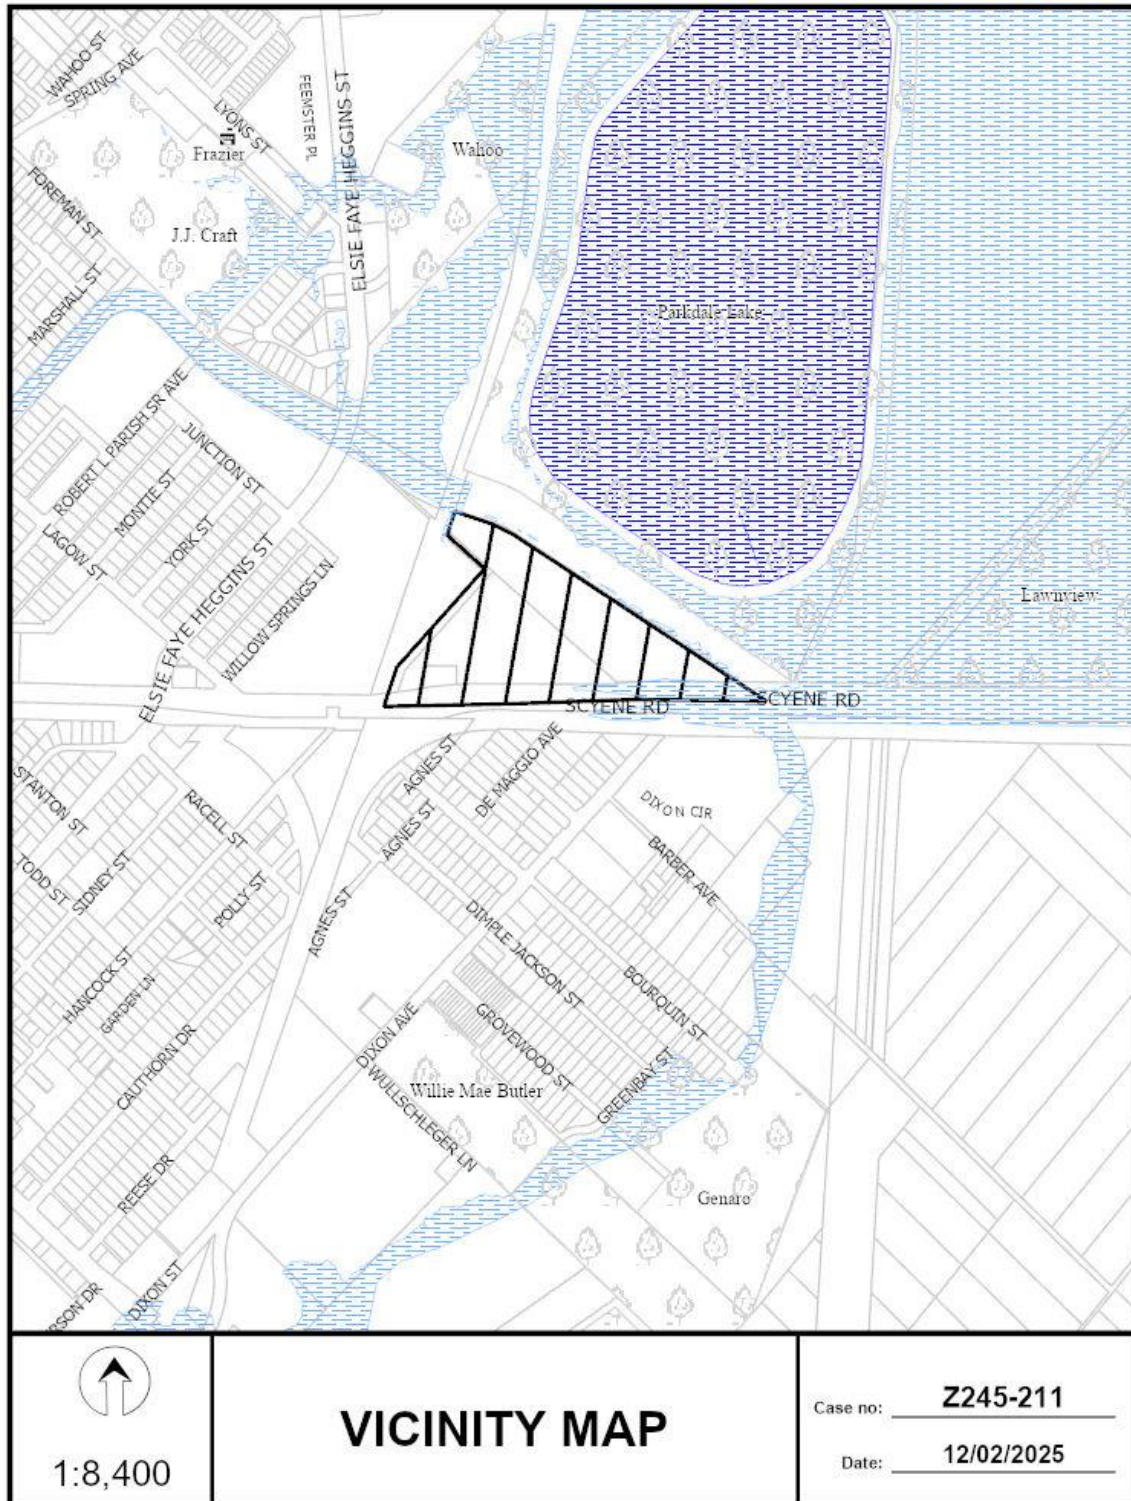 WAHOO ST
SPRING AVE
LYONS ST
FEEMSTER PL
ELSIE FAYE HEGGINS ST
Frazier
Wahoo
FOREMAN ST
J.J. Craft
MARSHALL ST
Parkdale Lake
ROBERT L PARISH SR AVE
JUNCTION ST
MONTIE ST
LAGOW ST
YORK ST
ELSIE FAYE HEGGINS ST
WILLOW SPRINGS LN
Lawnview
SCYENE RD
SCYENE RD
AGNES ST
DE MAGGIO AVE
STANTON ST
RACELL ST
AGNES ST
DIXON CIR
TODD ST
SIDNEY ST
BARBER AVE
POLLY ST
AGNES ST
DIMPLE JACKSON ST
HANCOCK ST
GARDEN LN
BOURQUIN ST
DIXON AVE
GROVEWOOD ST
CAUTHORN DR
D WULLSCHLEGER LN
Willie Mae Butler
GREENBAY ST
REESE DR
Genaro
RSON DR
DIXON ST
1:8,400
VICINITY MAP
Case no: Z245-211
Date: 12/02/2025